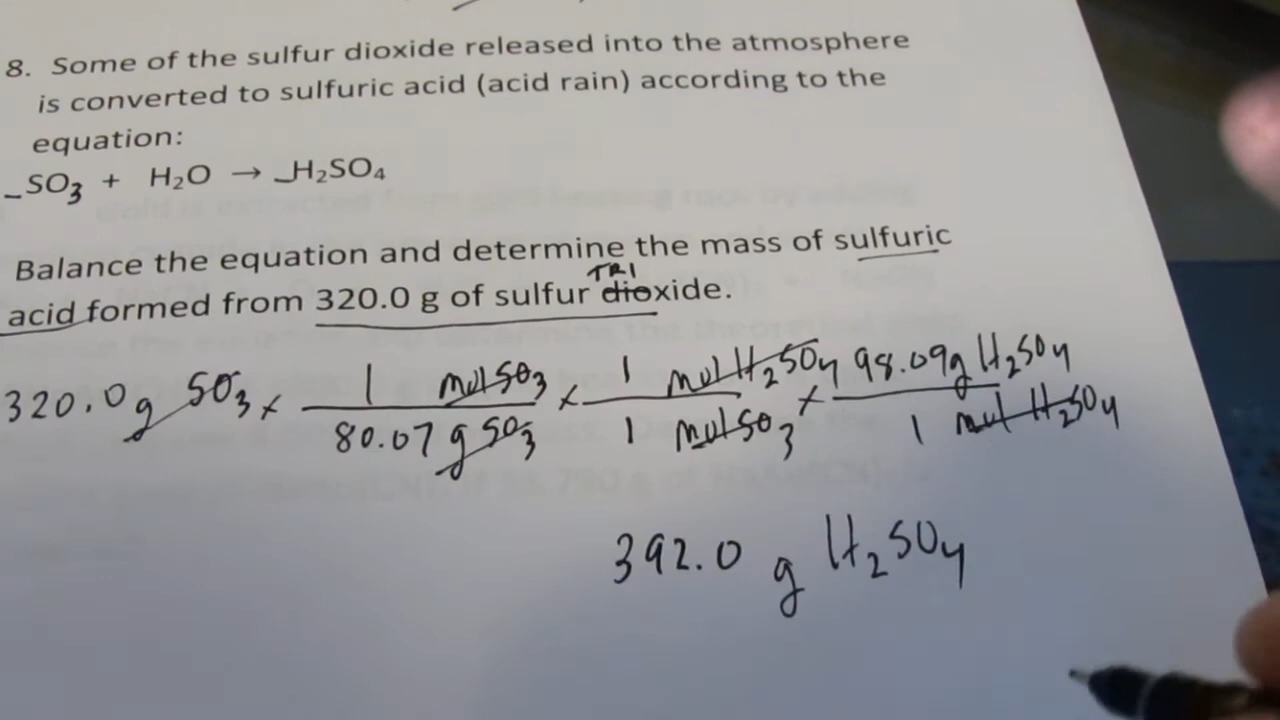 8. Some of the sulfur dioxide released into the atmosphere
is converted to sulfuric acid (acid rain) according to the
equation:
_SO3 + H₂O → _H₂SO₄
Balance the equation and determine the mass of sulfuric
TRI
acid formed from 320.0 g of sulfur dioxide.
320.0 g SO3 x 1 mol SO3 x 1 mol H2SO4 x 98.09g H2SO4
80.07 g SO3 1 mol SO3 1 mol H2SO4
392.0 g H2SO4